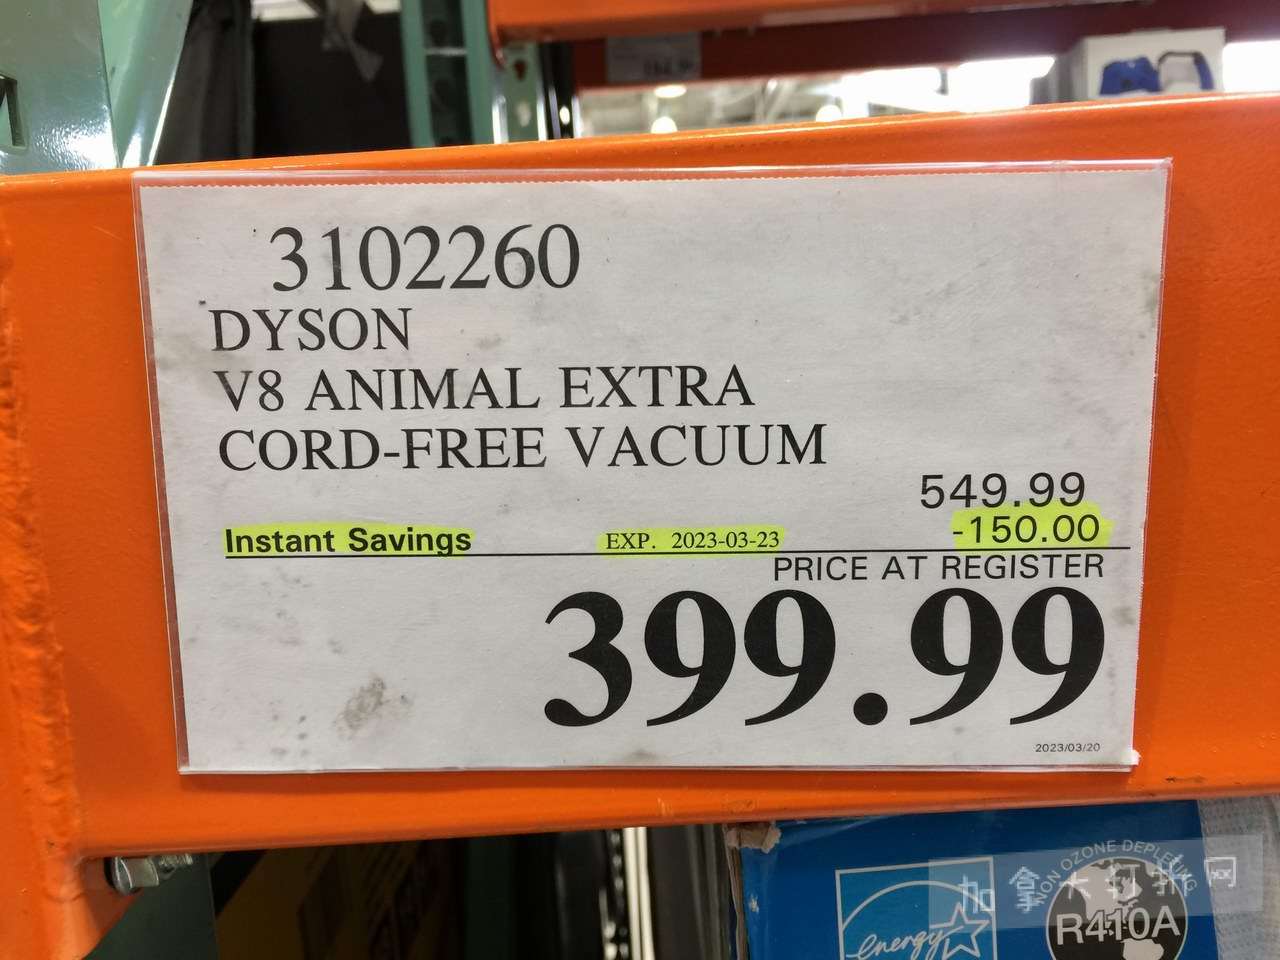 3102260
DYSON
V8 ANIMAL EXTRA
CORD-FREE VACUUM
549.99
Instant Savings EXP. 2023-03-23 -150.00
PRICE AT REGISTER
399.99
2023/03/20
NON OZONE DEPLETING
加拿大打折网
energy
R410A